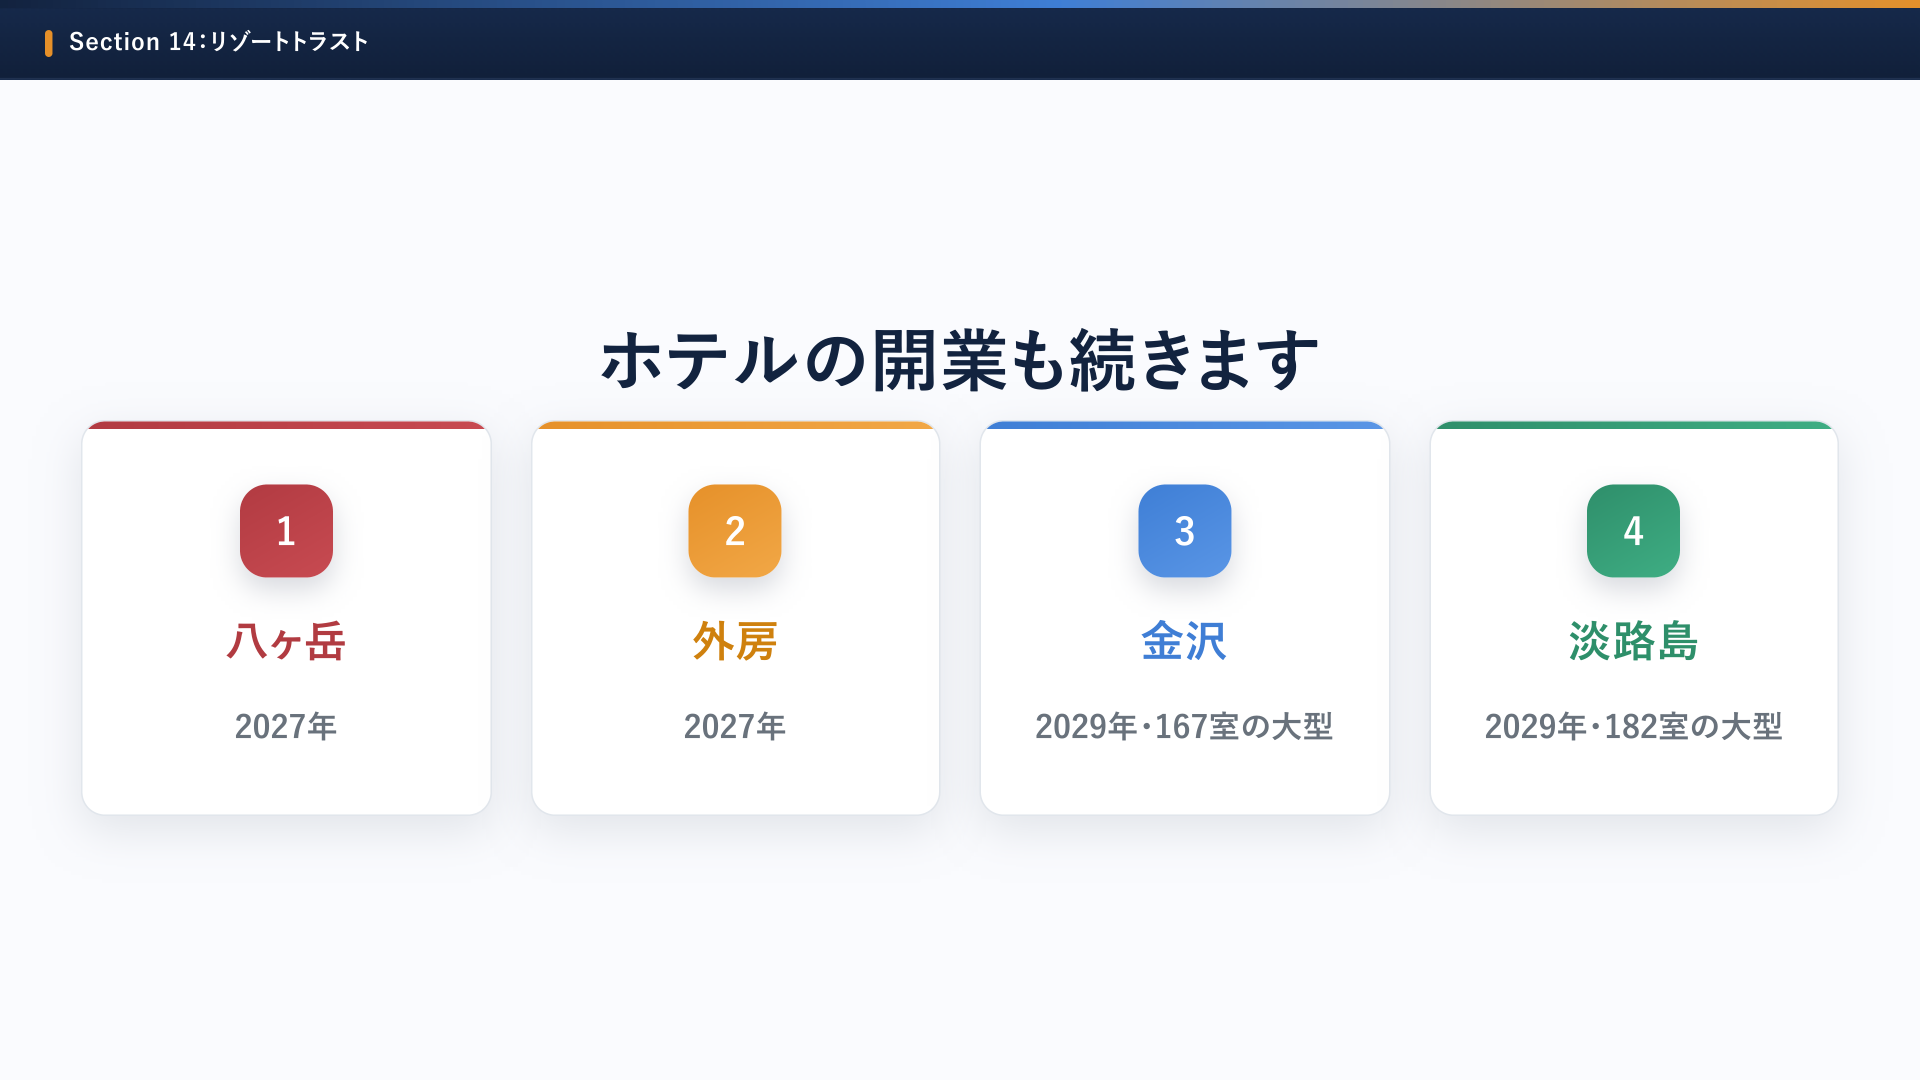 Section 14：リゾートトラスト
ホテルの開業も続きます
1
八ヶ岳
2027年
2
外房
2027年
3
金沢
2029年・167室の大型
4
淡路島
2029年・182室の大型